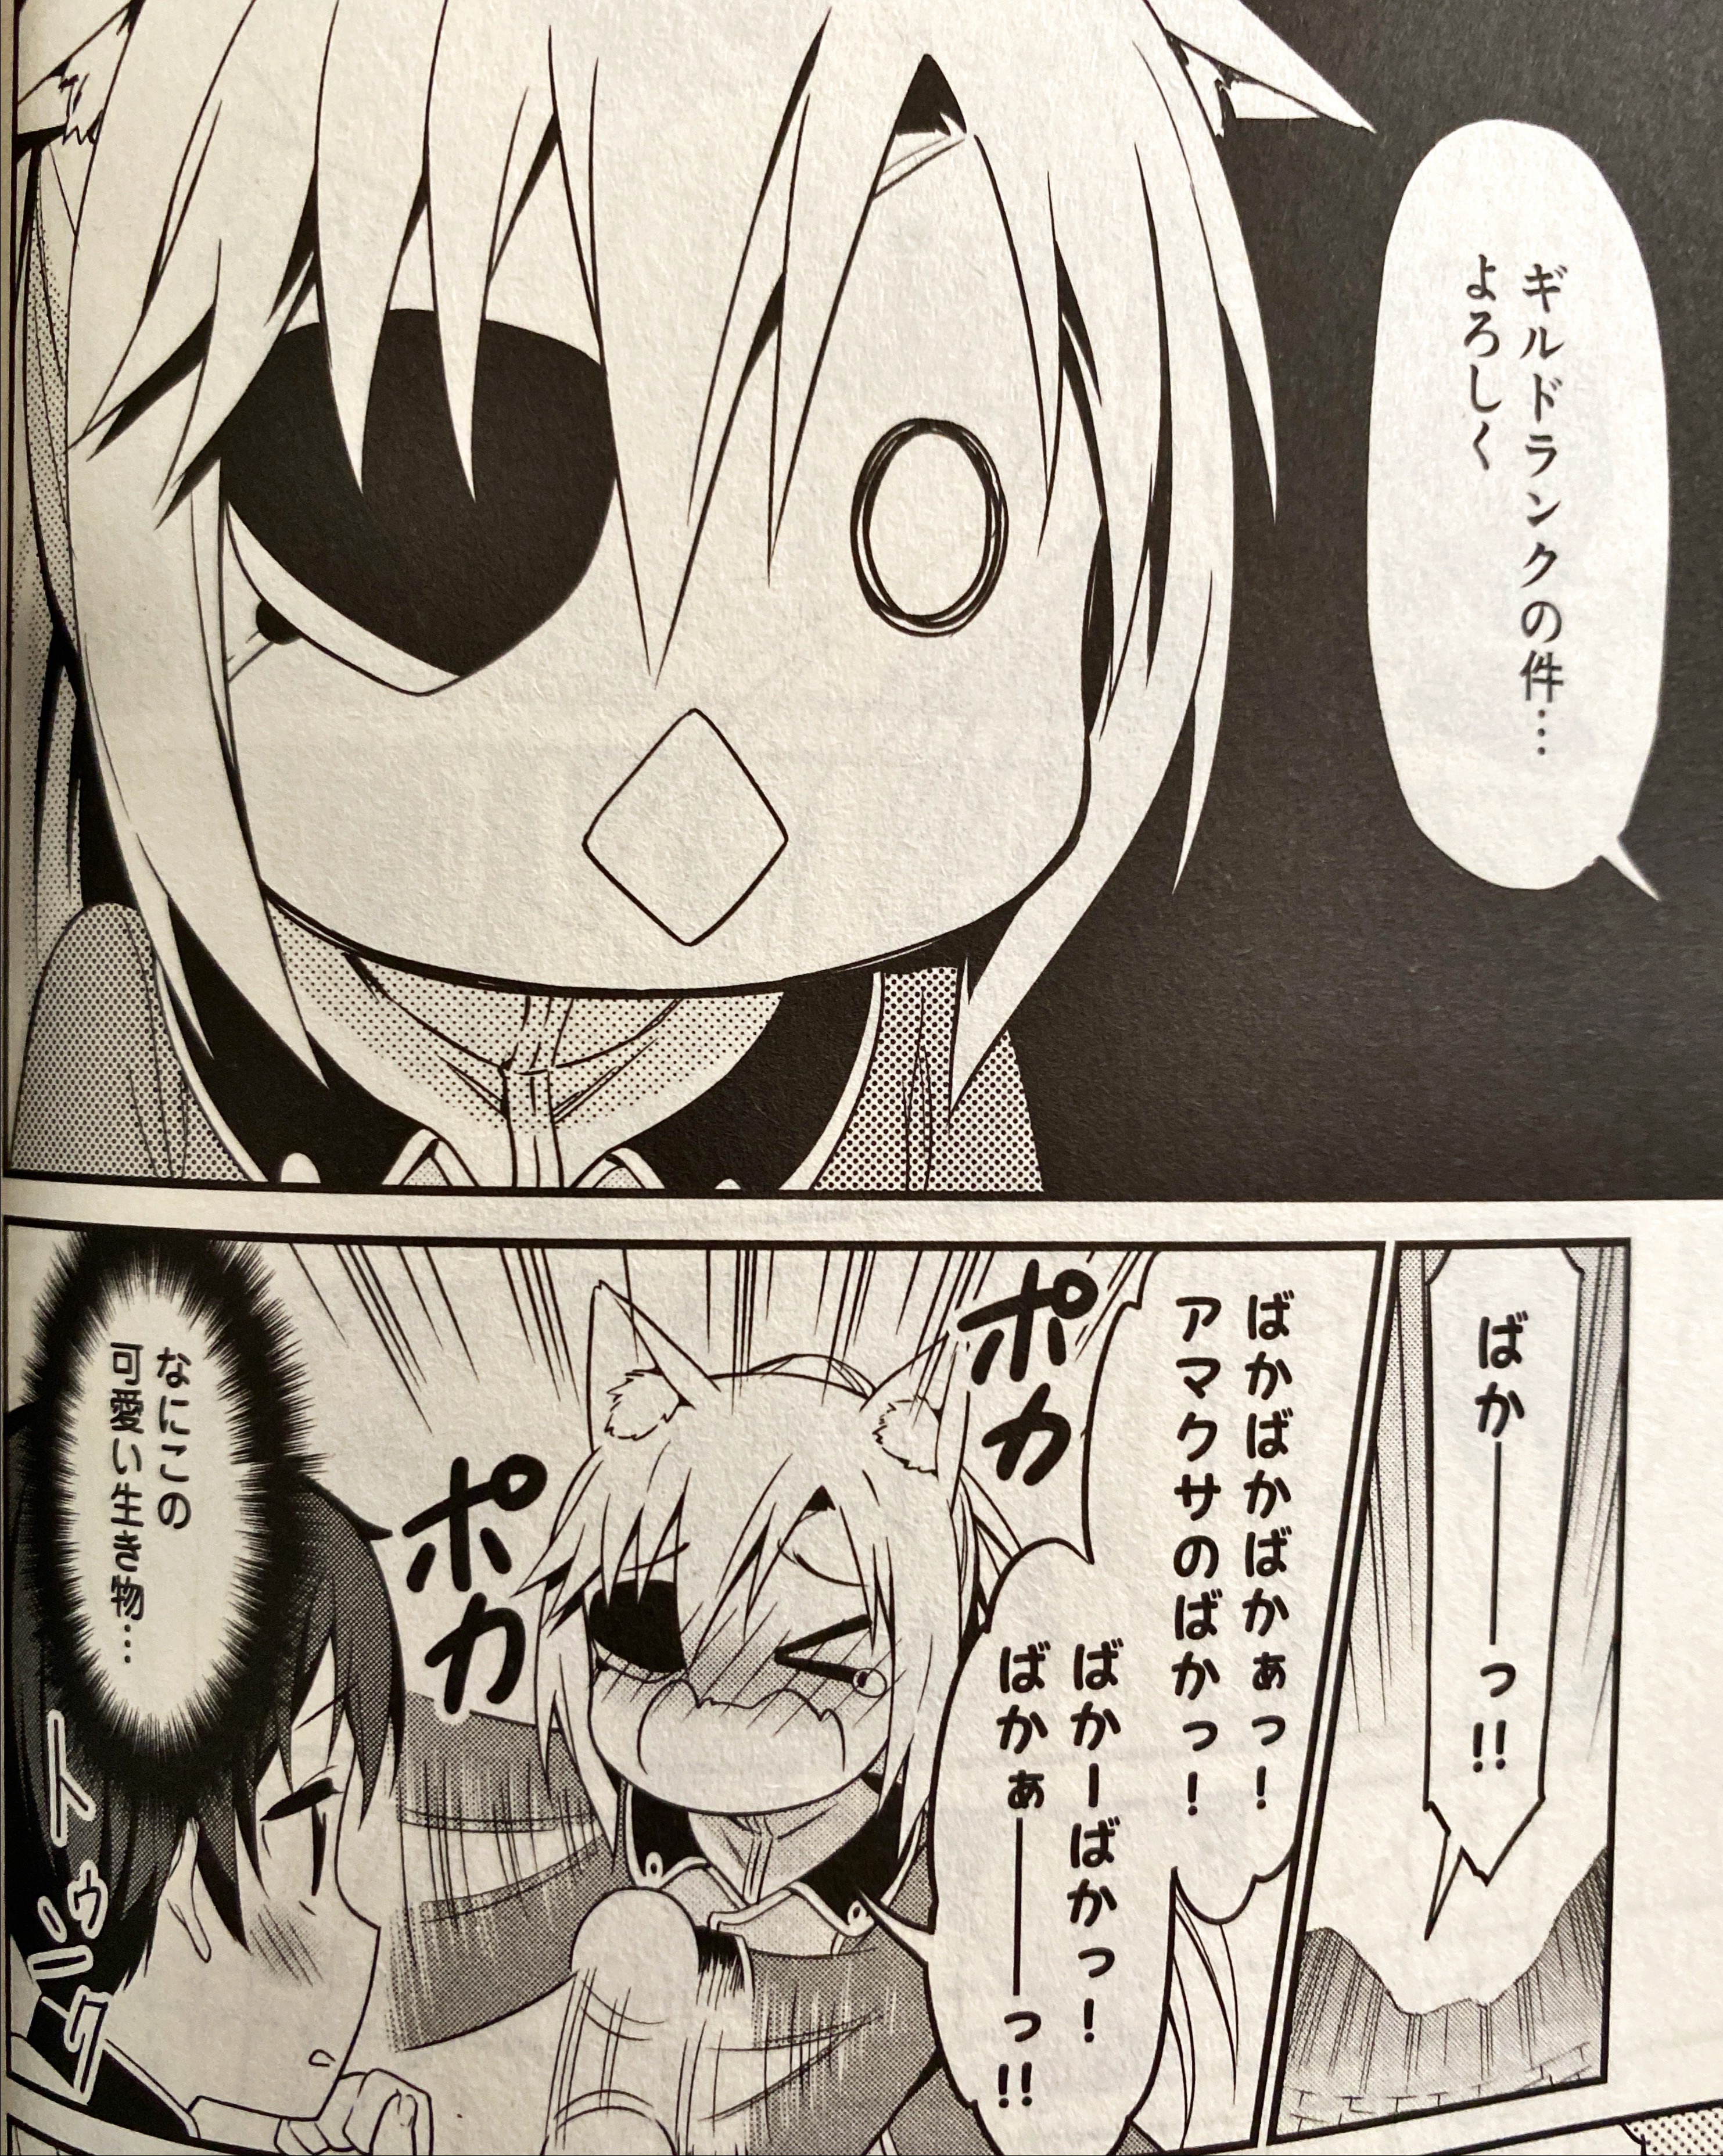 ギルドランクの件…
よろしく
ばか――――っ!!
ばかばかばかばかぁっ!
アマクサのばかっ!
ばかーばかっ!
ばかぁ――――っ!!
ポカ
ポカ
なにこの
可愛い生き物…
トゥンク